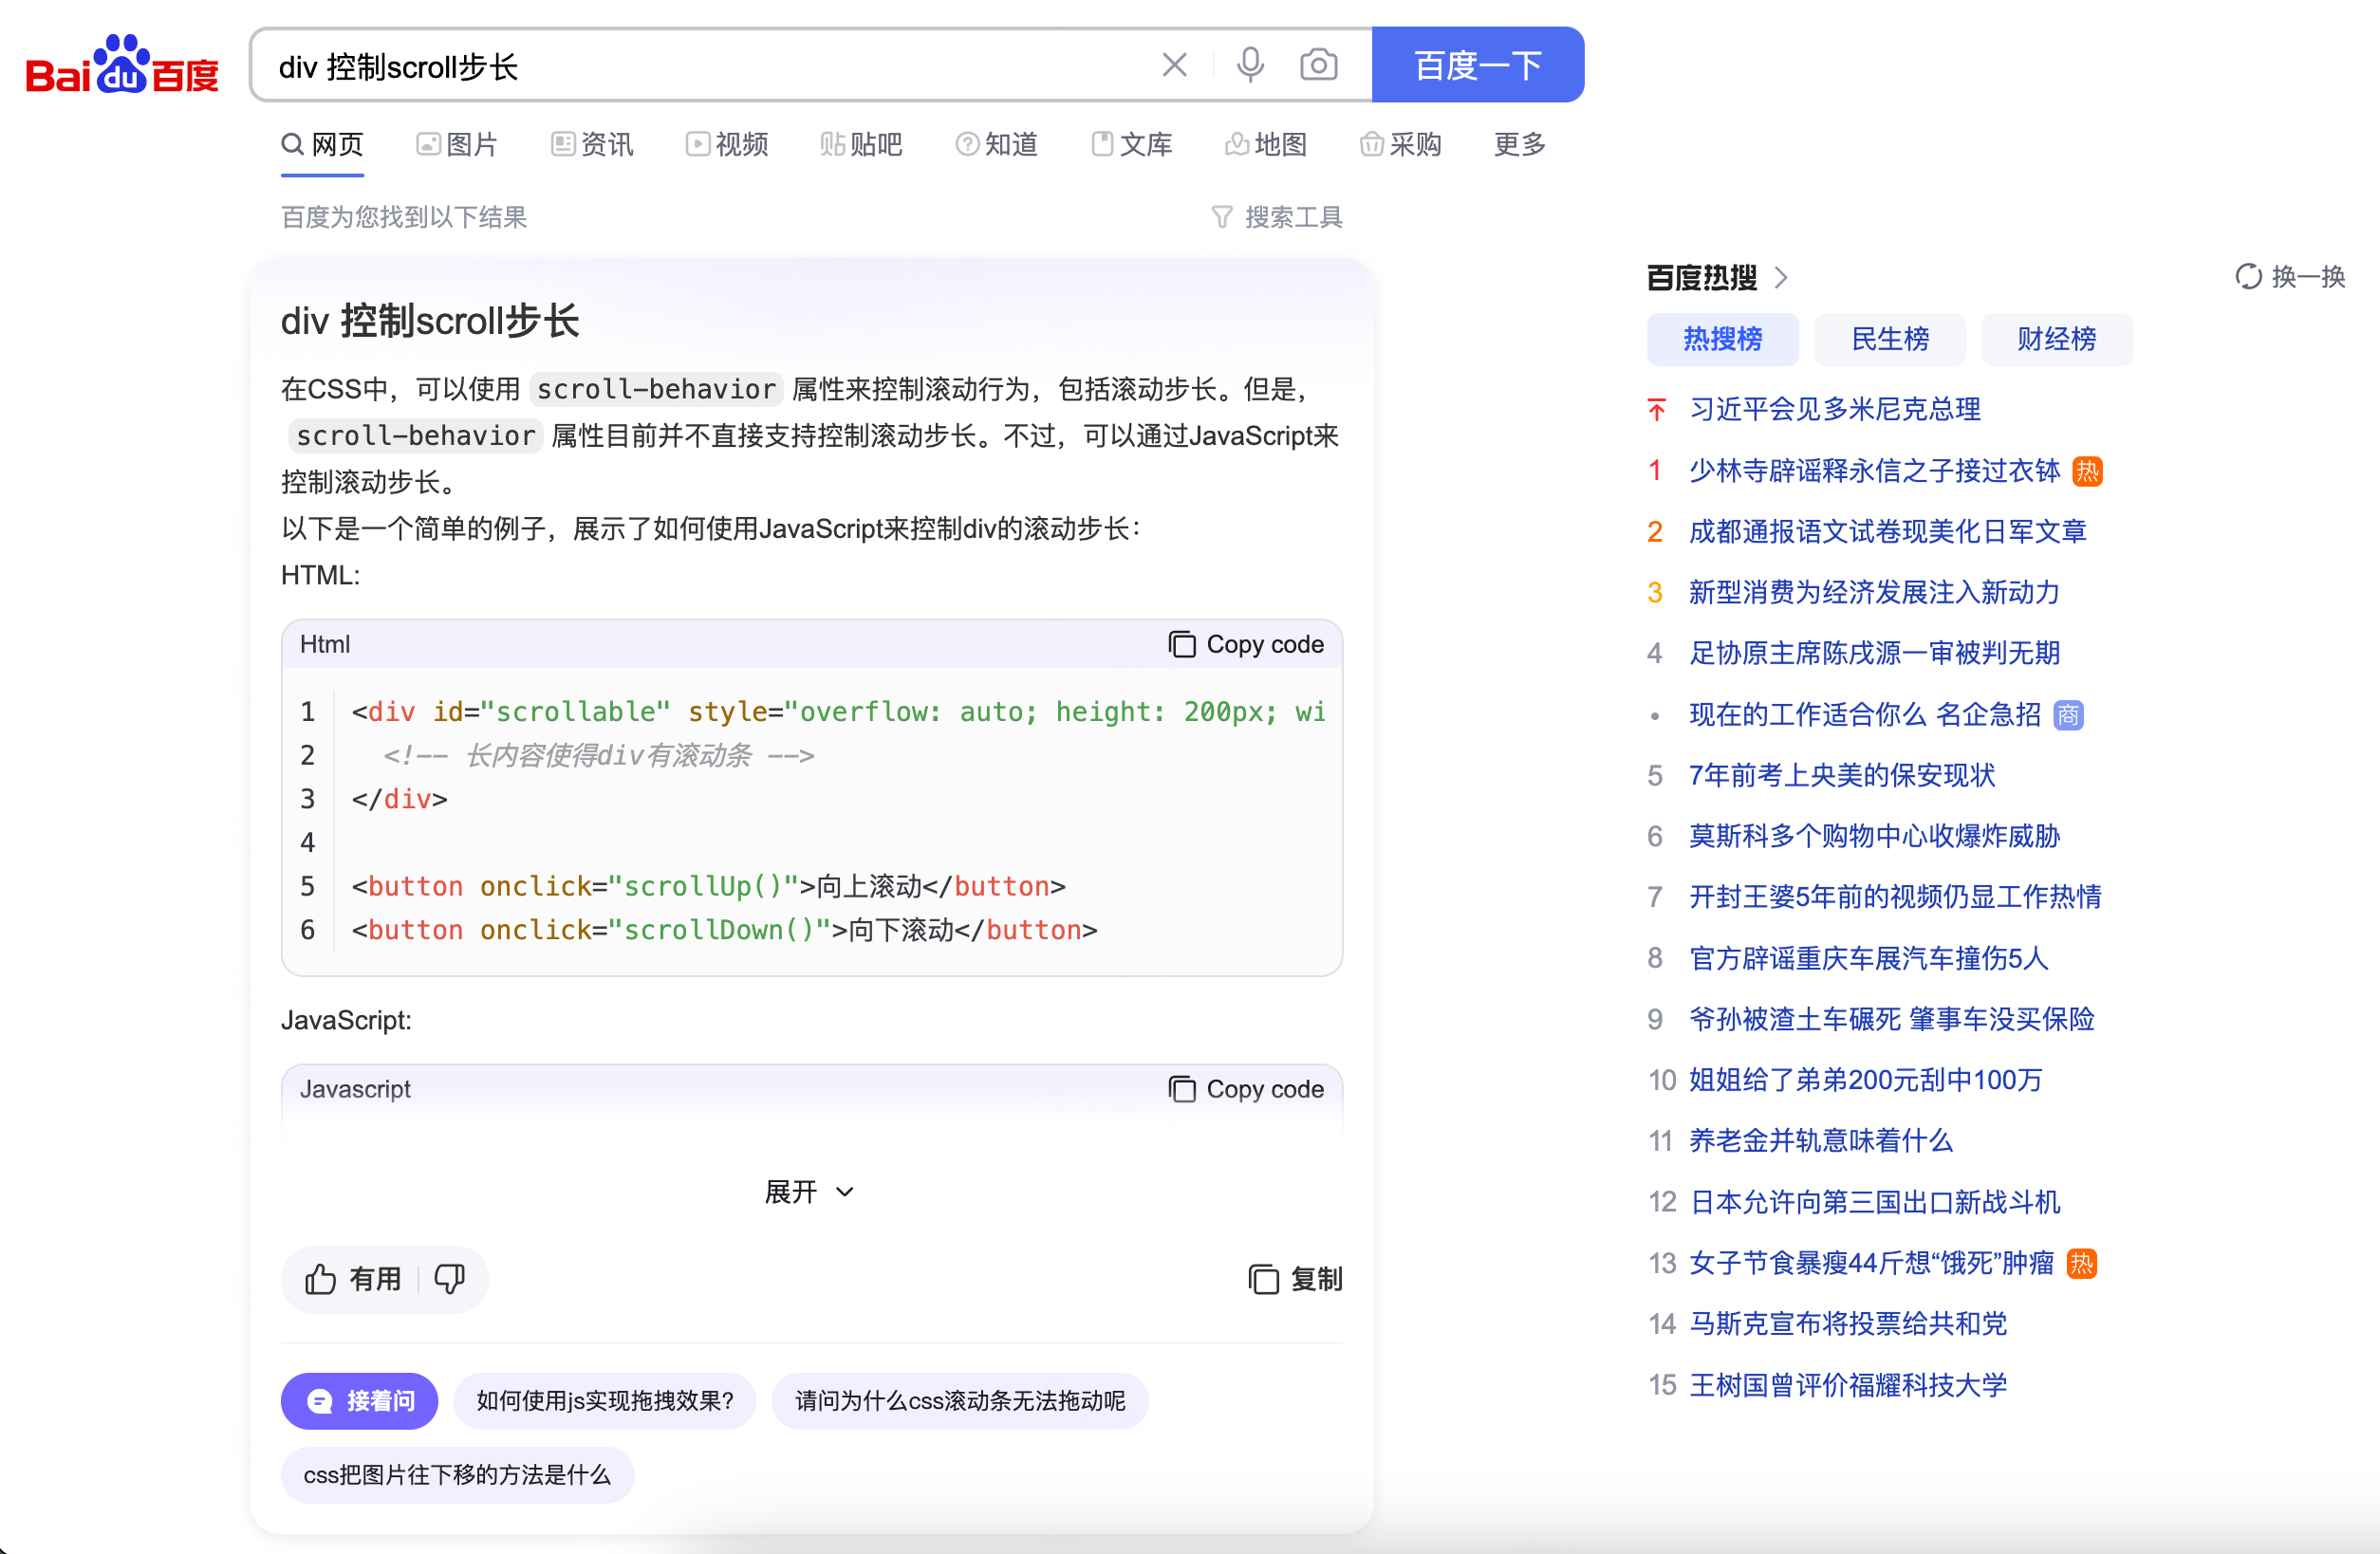 Baidu百度
div 控制scroll步长
百度一下
网页 图片 资讯 视频 贴吧 知道 文库 地图 采购 更多
百度为您找到以下结果
搜索工具
div 控制scroll步长
在CSS中，可以使用 scroll-behavior 属性来控制滚动行为，包括滚动步长。但是，
scroll-behavior 属性目前并不直接支持控制滚动步长。不过，可以通过JavaScript来
控制滚动步长。
以下是一个简单的例子，展示了如何使用JavaScript来控制div的滚动步长：
HTML:
Html
Copy code
1 <div id="scrollable" style="overflow: auto; height: 200px; wi
2 <!-- 长内容使得div有滚动条 -->
3 </div>
4
5 <button onclick="scrollUp()">向上滚动</button>
6 <button onclick="scrollDown()">向下滚动</button>
JavaScript:
Javascript
Copy code
展开
有用
复制
接着问
如何使用js实现拖拽效果?
请问为什么css滚动条无法拖动呢
css把图片往下移的方法是什么
百度热搜
换一换
热搜榜 民生榜 财经榜
习近平会见多米尼克总理
1 少林寺辟谣释永信之子接过衣钵 热
2 成都通报语文试卷现美化日军文章
3 新型消费为经济发展注入新动力
4 足协原主席陈戌源一审被判无期
• 现在的工作适合你么 名企急招 商
5 7年前考上央美的保安现状
6 莫斯科多个购物中心收爆炸威胁
7 开封王婆5年前的视频仍显工作热情
8 官方辟谣重庆车展汽车撞伤5人
9 爷孙被渣土车碾死 肇事车没买保险
10 姐姐给了弟弟200元刮中100万
11 养老金并轨意味着什么
12 日本允许向第三国出口新战斗机
13 女子节食暴瘦44斤想“饿死”肿瘤 热
14 马斯克宣布将投票给共和党
15 王树国曾评价福耀科技大学